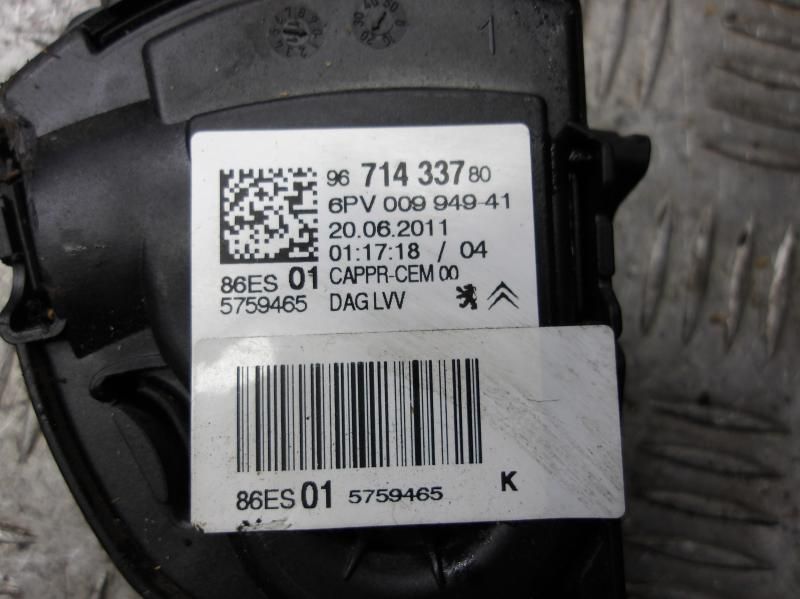 1
96 714 337 80
6PV 009 949-41
20.06.2011
01:17:18 / 04
86ES 01 CAPPR-CEM 00
5759465 DAG LVV
86ES 01 5759465 K